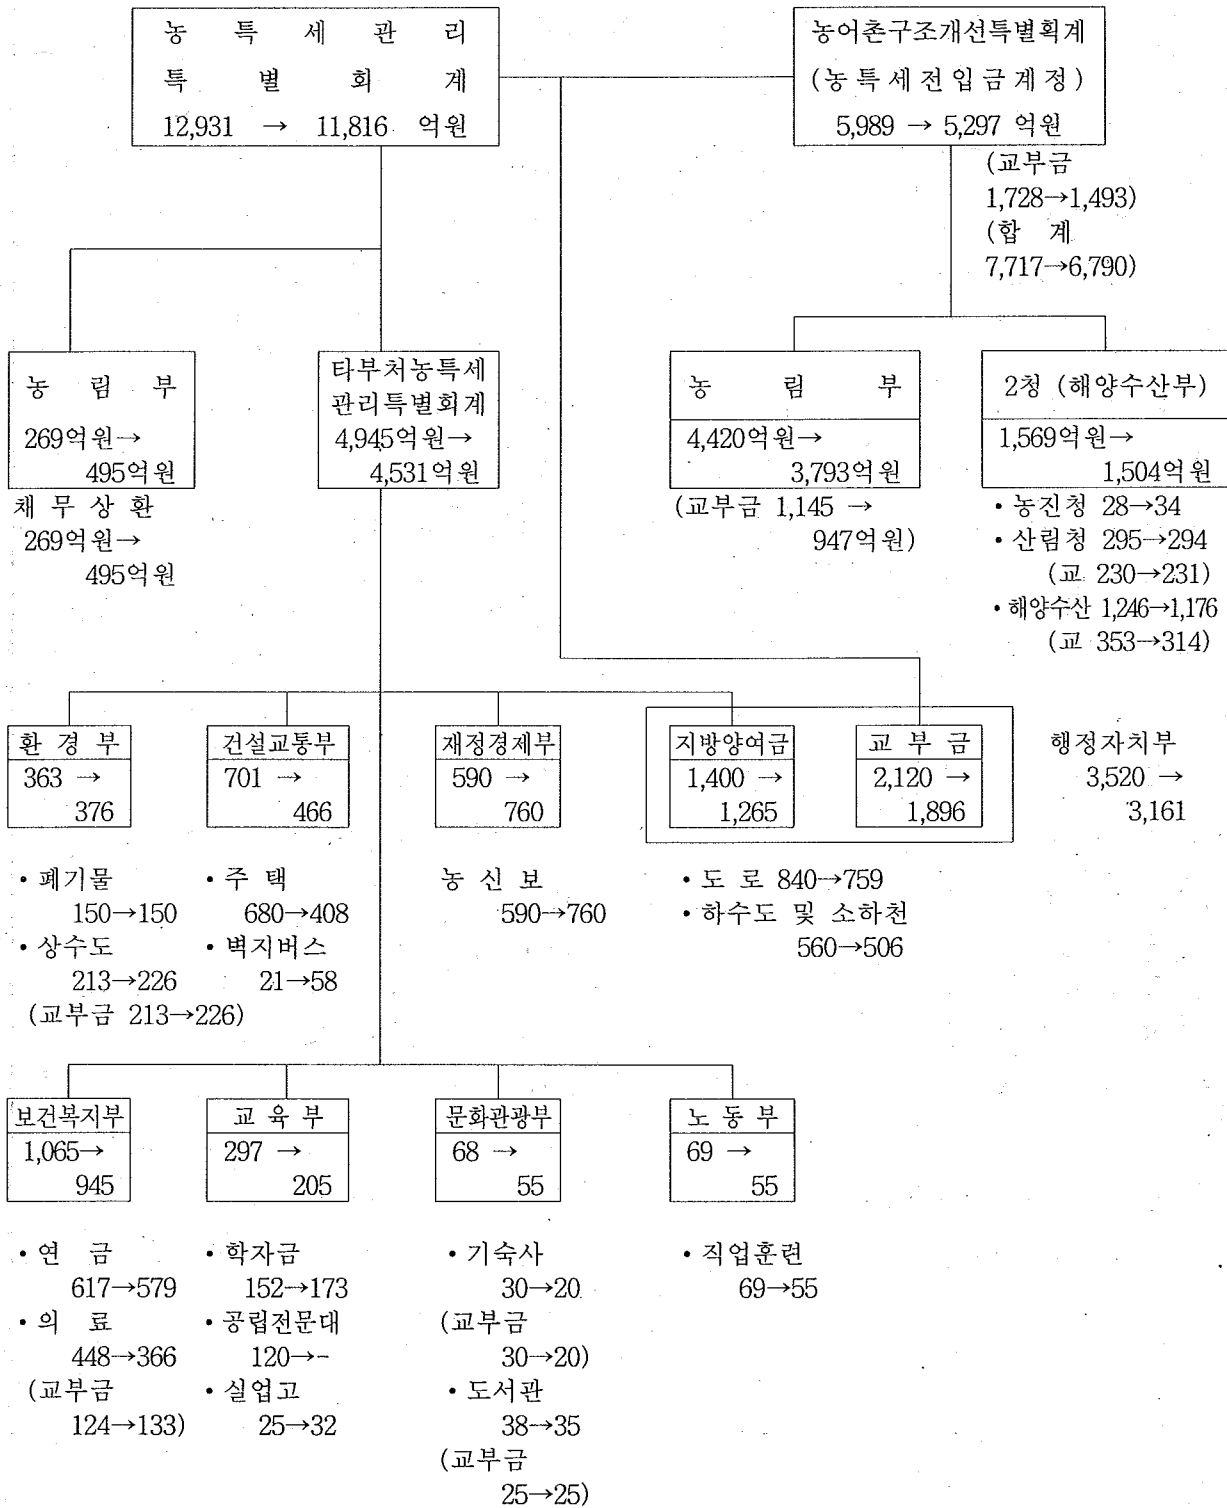 농 특 세 관 리
특 별 회 계
12,931 → 11,816 억원
농어촌구조개선특별획계
(농특세전입금계정)
5,989 → 5,297 억원
(교부금
1,728→1,493)
(합 계
7,717→6,790)
농 림 부
269억원→
495억원
채 무 상 환
269억원→
495억원
타부처농특세
관리특별회계
4,945억원→
4,531억원
농 림 부
4,420억원→
3,793억원
(교부금 1,145 →
947억원)
2청 (해양수산부)
1,569억원→
1,504억원
• 농진청 28→34
• 산림청 295→294
(교 230→231)
• 해양수산 1,246→1,176
(교 353→314)
환 경 부
363 →
376
• 폐기물
150→150
• 상수도
213→226
(교부금 213→226)
건설교통부
701 →
466
• 주 택
680→408
• 벽지버스
21→58
재정경제부
590 →
760
농 신 보
590→760
지방양여금
1,400 →
1,265
교 부 금
2,120 →
1,896
• 도 로 840→759
• 하수도 및 소하천
560→506
행정자치부
3,520 →
3,161
보건복지부
1,065→
945
• 연 금
617→579
• 의 료
448→366
(교부금
124→133)
교 육 부
297 →
205
• 학자금
152→173
• 공립전문대
120→-
• 실업고
25→32
문화관광부
68 →
55
• 기숙사
30→20
(교부금
30→20)
• 도서관
38→35
(교부금
25→25)
노 동 부
69 →
55
• 직업훈련
69→55